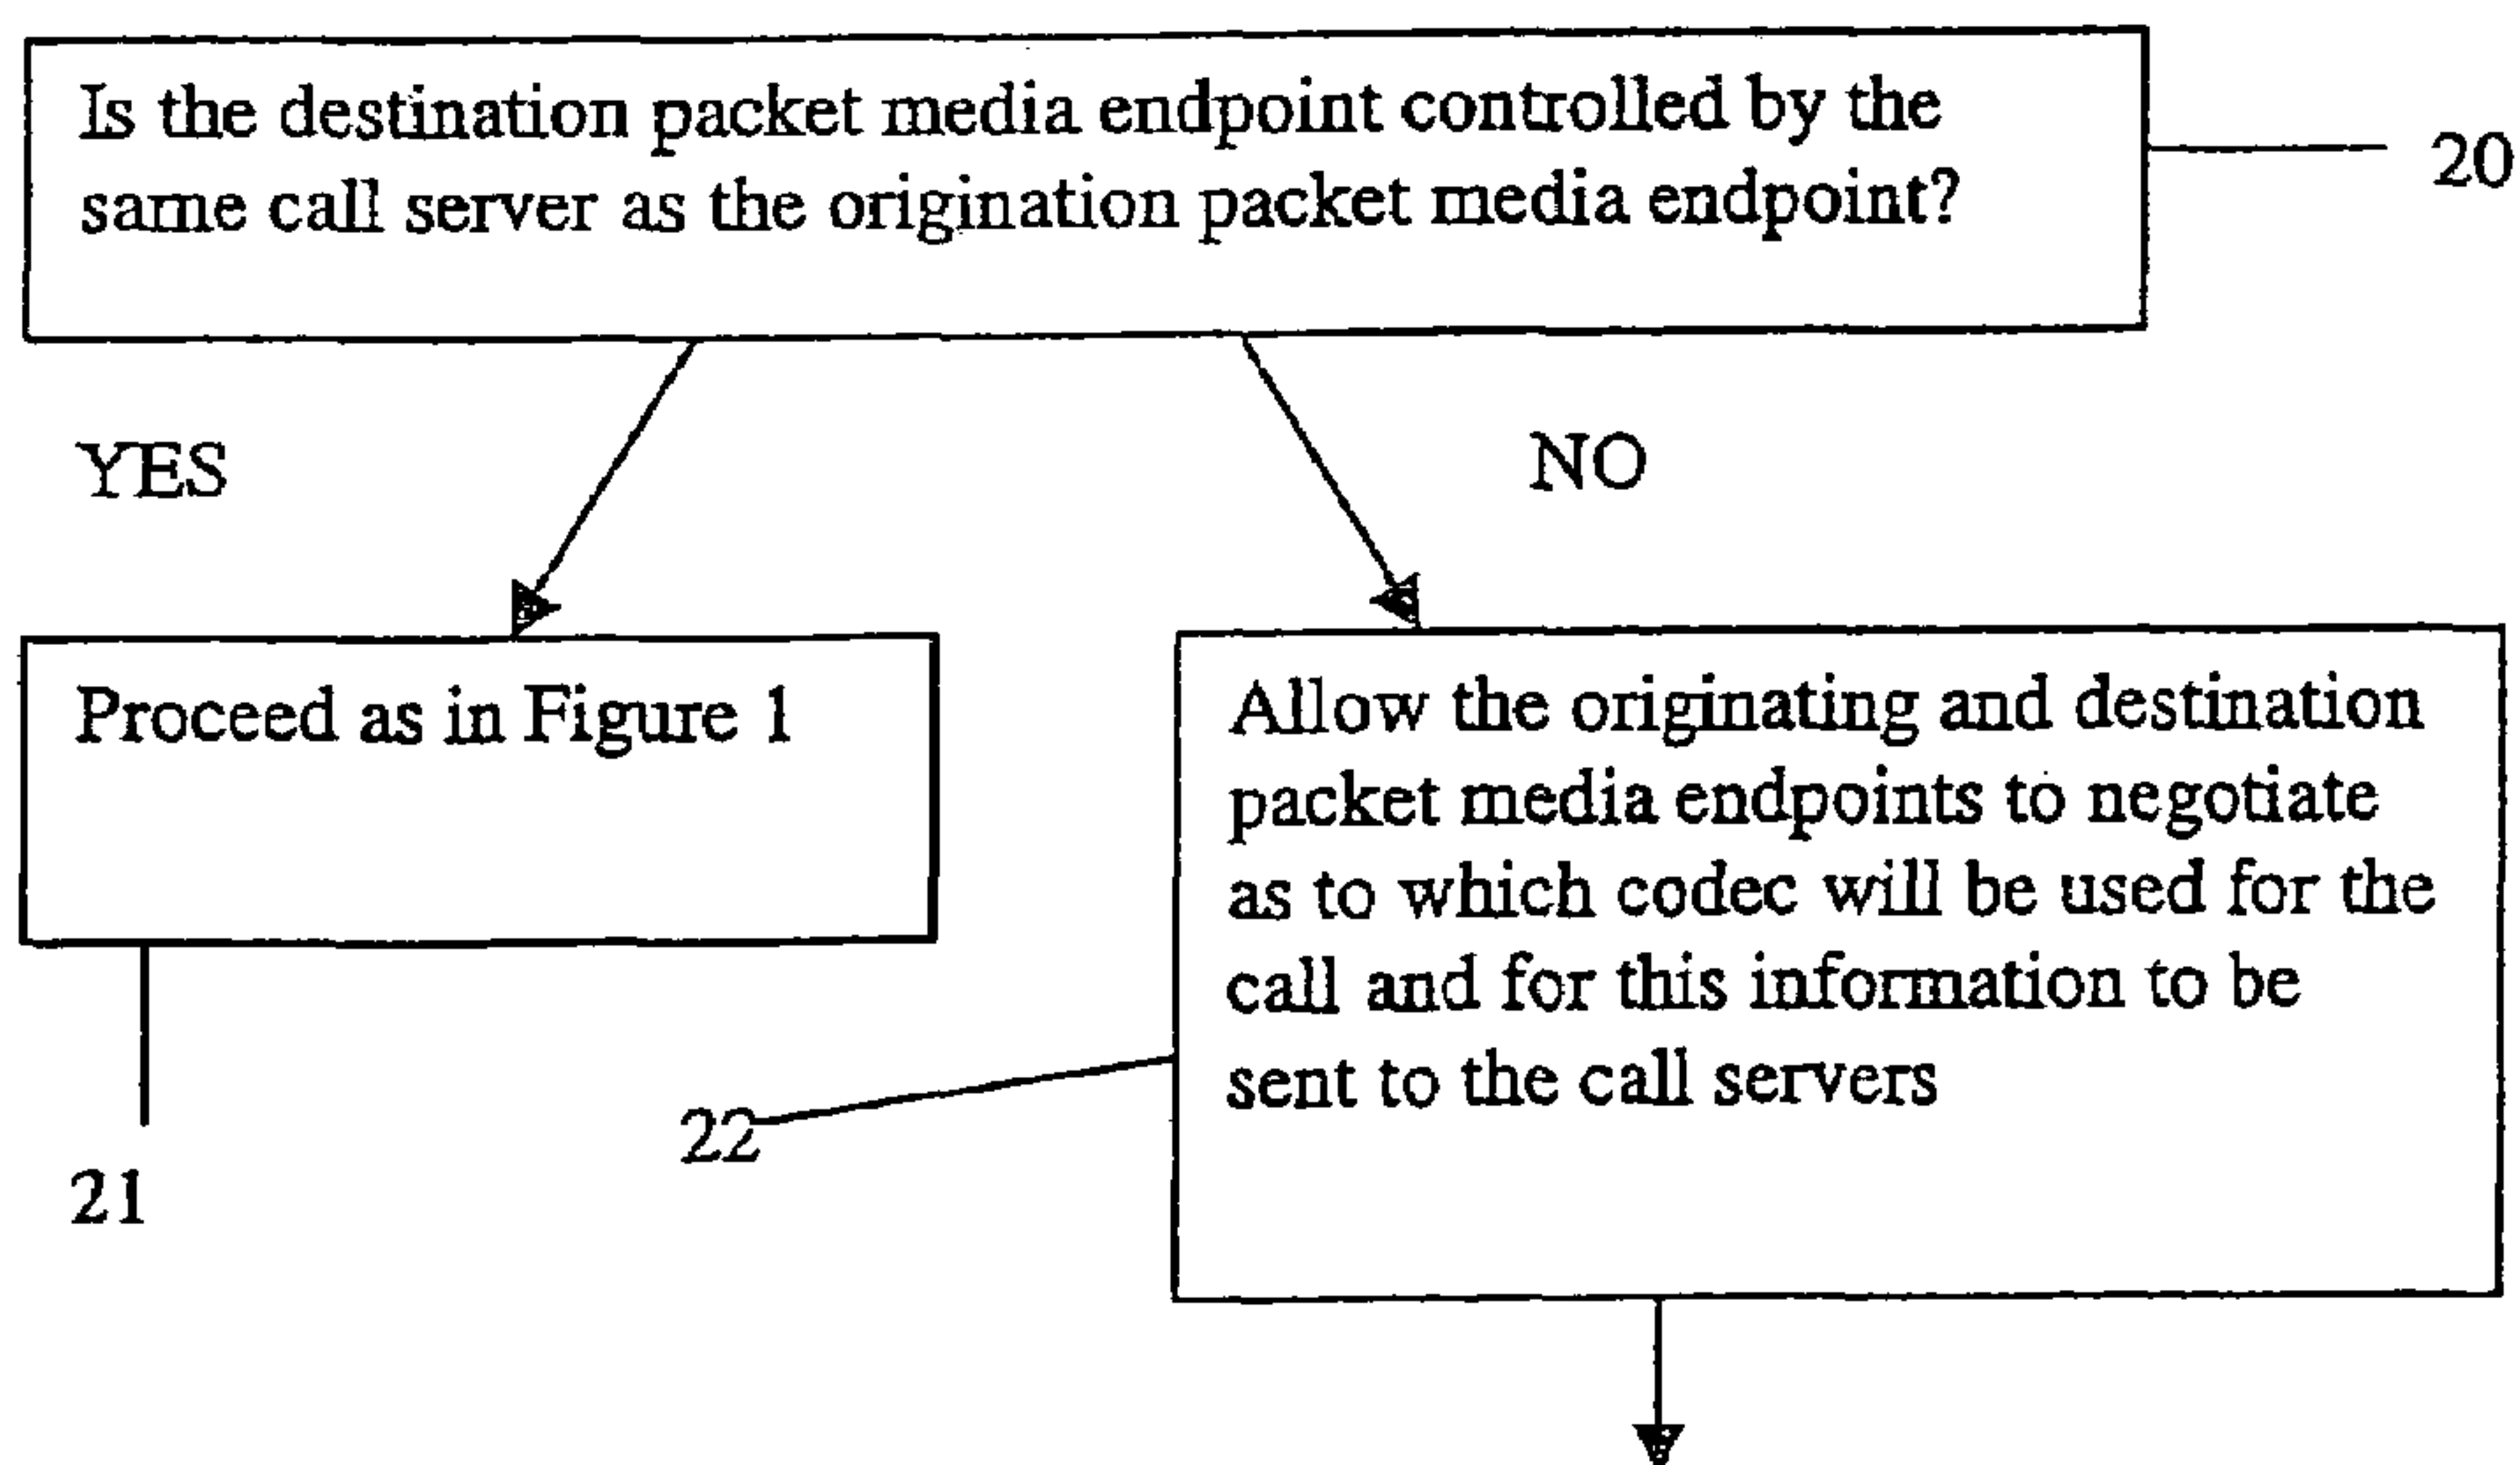 Is the destination packet media endpoint controlled by the
same call server as the origination packet media endpoint?
20
YES
NO
Proceed as in Figure 1
Allow the originating and destination
packet media endpoints to negotiate
as to which codec will be used for the
call and for this information to be
sent to the call servers
22
21